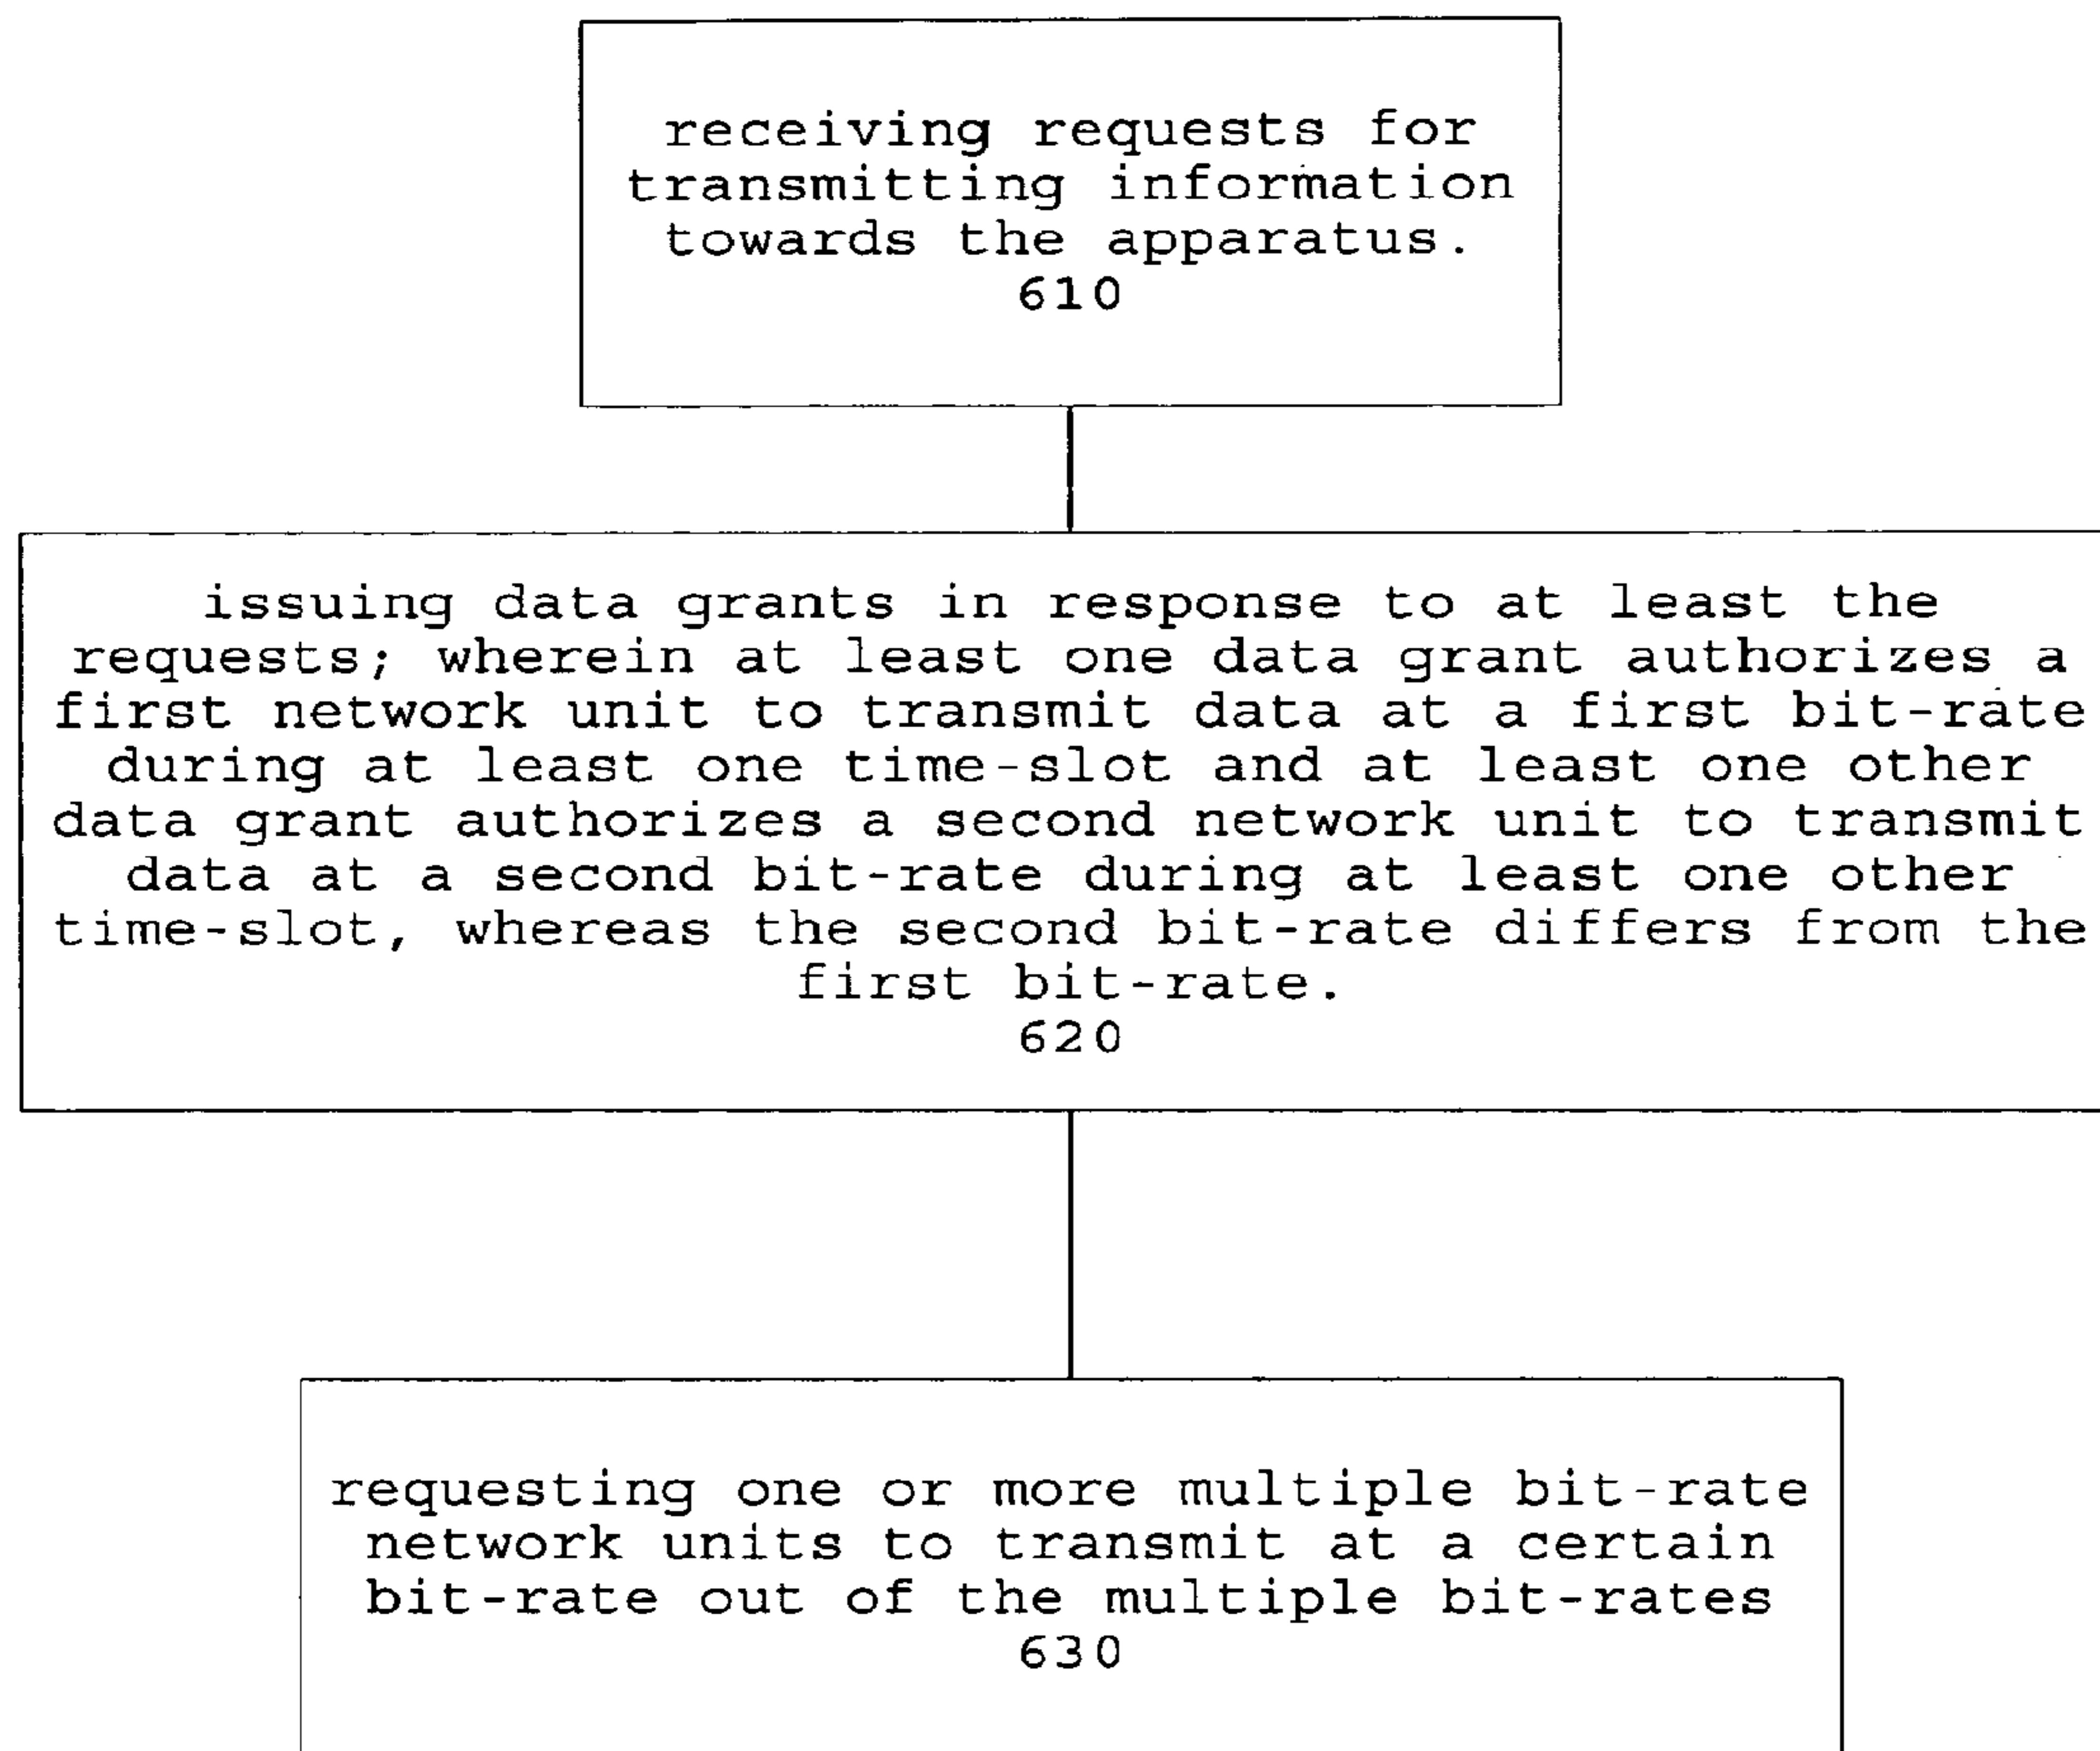 receiving requests for
transmitting information
towards the apparatus.
610
issuing data grants in response to at least the
requests; wherein at least one data grant authorizes a
first network unit to transmit data at a first bit-rate
during at least one time-slot and at least one other
data grant authorizes a second network unit to transmit
data at a second bit-rate during at least one other
time-slot, whereas the second bit-rate differs from the
first bit-rate.
620
requesting one or more multiple bit-rate
network units to transmit at a certain
bit-rate out of the multiple bit-rates
630